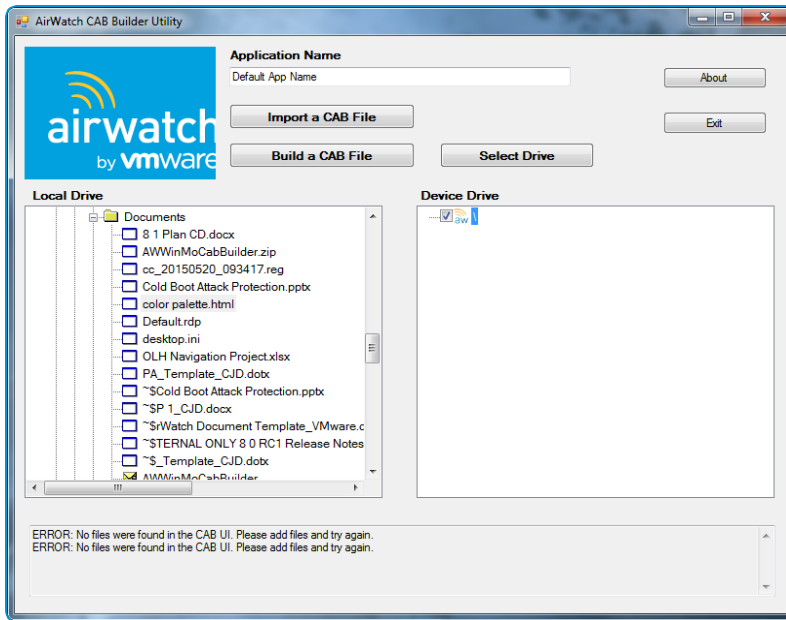 AirWatch CAB Builder Utility
airwatch
by vmware
Application Name
Default App Name
About
Import a CAB File
Exit
Build a CAB File
Select Drive
Local Drive
Device Drive
Documents
8 1 Plan CD.docx
AWWinMoCabBuilder.zip
cc_20150520_093417.reg
Cold Boot Attack Protection.pptx
color palette.html
Default.rdp
desktop.ini
OLH Navigation Project.xlsx
PA_Template_CJD.dotx
~$Cold Boot Attack Protection.pptx
~$P 1_CJD.docx
~$rWatch Document Template_VMware.c
~$TERNAL ONLY 8 0 RC1 Release Notes
~$_Template_CJD.dotx
AWWinMoCabBuilder
aw \
ERROR: No files were found in the CAB UI. Please add files and try again.
ERROR: No files were found in the CAB UI. Please add files and try again.